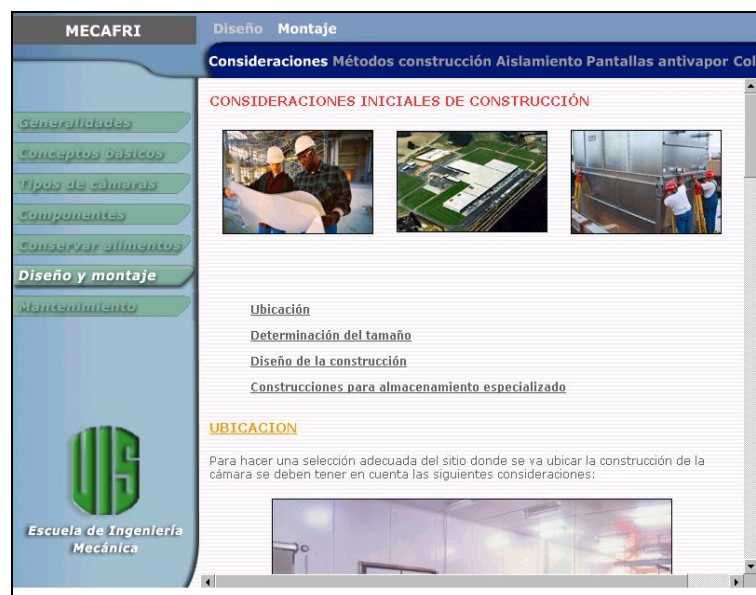 MECAFRI
Diseño Montaje
Consideraciones Métodos construcción Aislamiento Pantallas antivapor Col
Generalidades
Conceptos básicos
Tipos de cámaras
Componentes
Conservar alimentos
Diseño y montaje
Mantenimiento
UIS
Escuela de Ingeniería
Mecánica
CONSIDERACIONES INICIALES DE CONSTRUCCIÓN
Ubicación
Determinación del tamaño
Diseño de la construcción
Construcciones para almacenamiento especializado
UBICACION
Para hacer una selección adecuada del sitio donde se va ubicar la construcción de la
cámara se deben tener en cuenta las siguientes consideraciones: